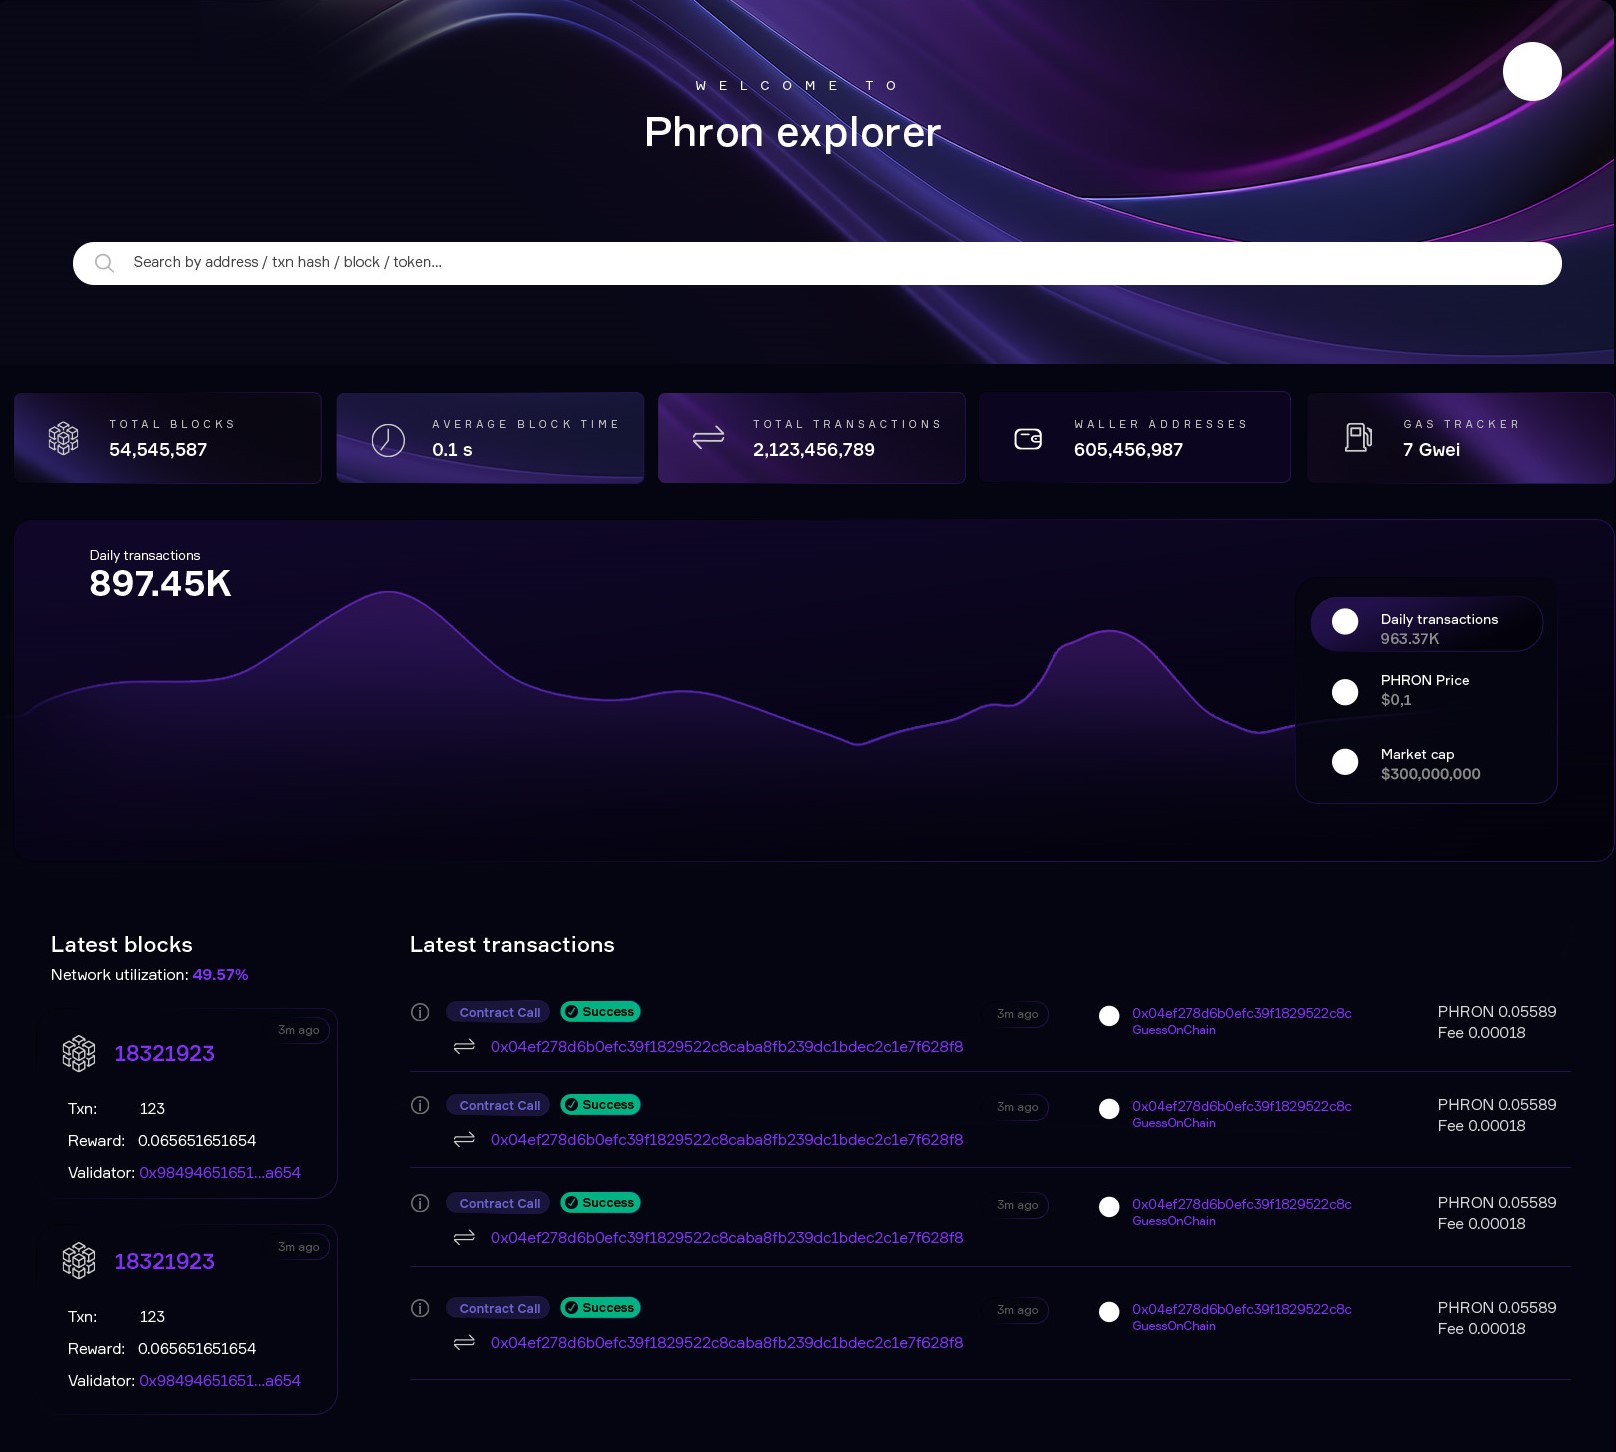 WELCOME TO
Phron explorer
Search by address / txn hash / block / token...
TOTAL BLOCKS
54,545,587
AVERAGE BLOCK TIME
0.1 s
TOTAL TRANSACTIONS
2,123,456,789
WALLER ADDRESSES
605,456,987
GAS TRACKER
7 Gwei
Daily transactions
897.45K
Daily transactions
963.37K
PHRON Price
$0,1
Market cap
$300,000,000
Latest blocks
Network utilization: 49.57%
3m ago
18321923
Txn: 123
Reward: 0.065651651654
Validator: 0x98494651651...a654
3m ago
18321923
Txn: 123
Reward: 0.065651651654
Validator: 0x98494651651...a654
Latest transactions
Contract Call Success
0x04ef278d6b0efc39f1829522c8caba8fb239dc1bdec2c1e7f628f8
3m ago
0x04ef278d6b0efc39f1829522c8c
GuessOnChain
PHRON 0.05589
Fee 0.00018
Contract Call Success
0x04ef278d6b0efc39f1829522c8caba8fb239dc1bdec2c1e7f628f8
3m ago
0x04ef278d6b0efc39f1829522c8c
GuessOnChain
PHRON 0.05589
Fee 0.00018
Contract Call Success
0x04ef278d6b0efc39f1829522c8caba8fb239dc1bdec2c1e7f628f8
3m ago
0x04ef278d6b0efc39f1829522c8c
GuessOnChain
PHRON 0.05589
Fee 0.00018
Contract Call Success
0x04ef278d6b0efc39f1829522c8caba8fb239dc1bdec2c1e7f628f8
3m ago
0x04ef278d6b0efc39f1829522c8c
GuessOnChain
PHRON 0.05589
Fee 0.00018